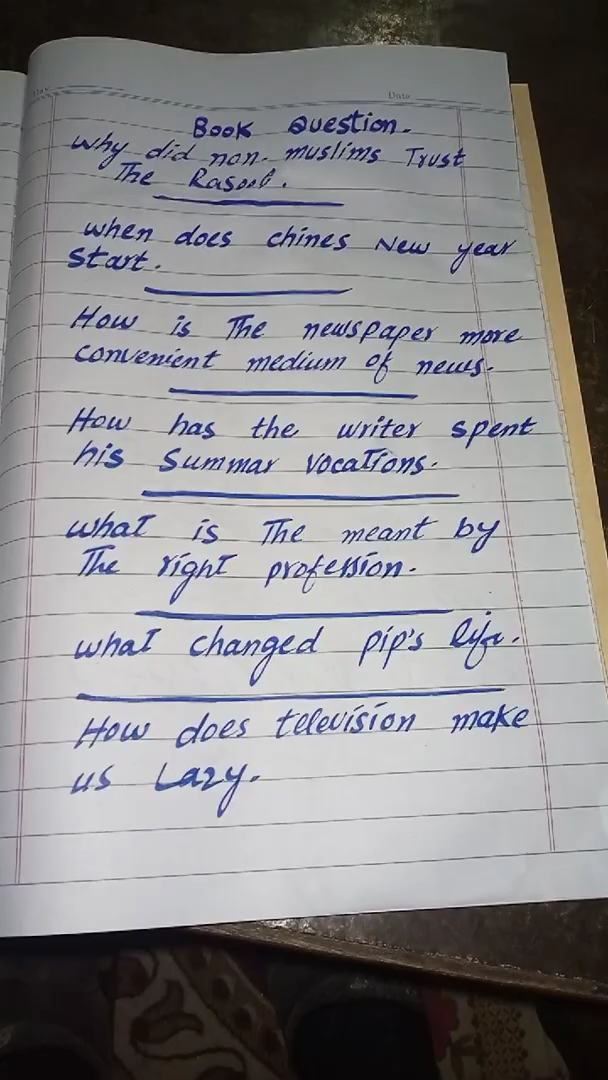 Date
Book Question.
Why did non-muslims Trust
The Rasool.
when does chines New year
Start.
How is The newspaper more
convenient medium of news.
How has the writer spent
his Summar Vocations.
what is The meant by
The right profession.
what changed pip's life.
How does television make
us Lazy.